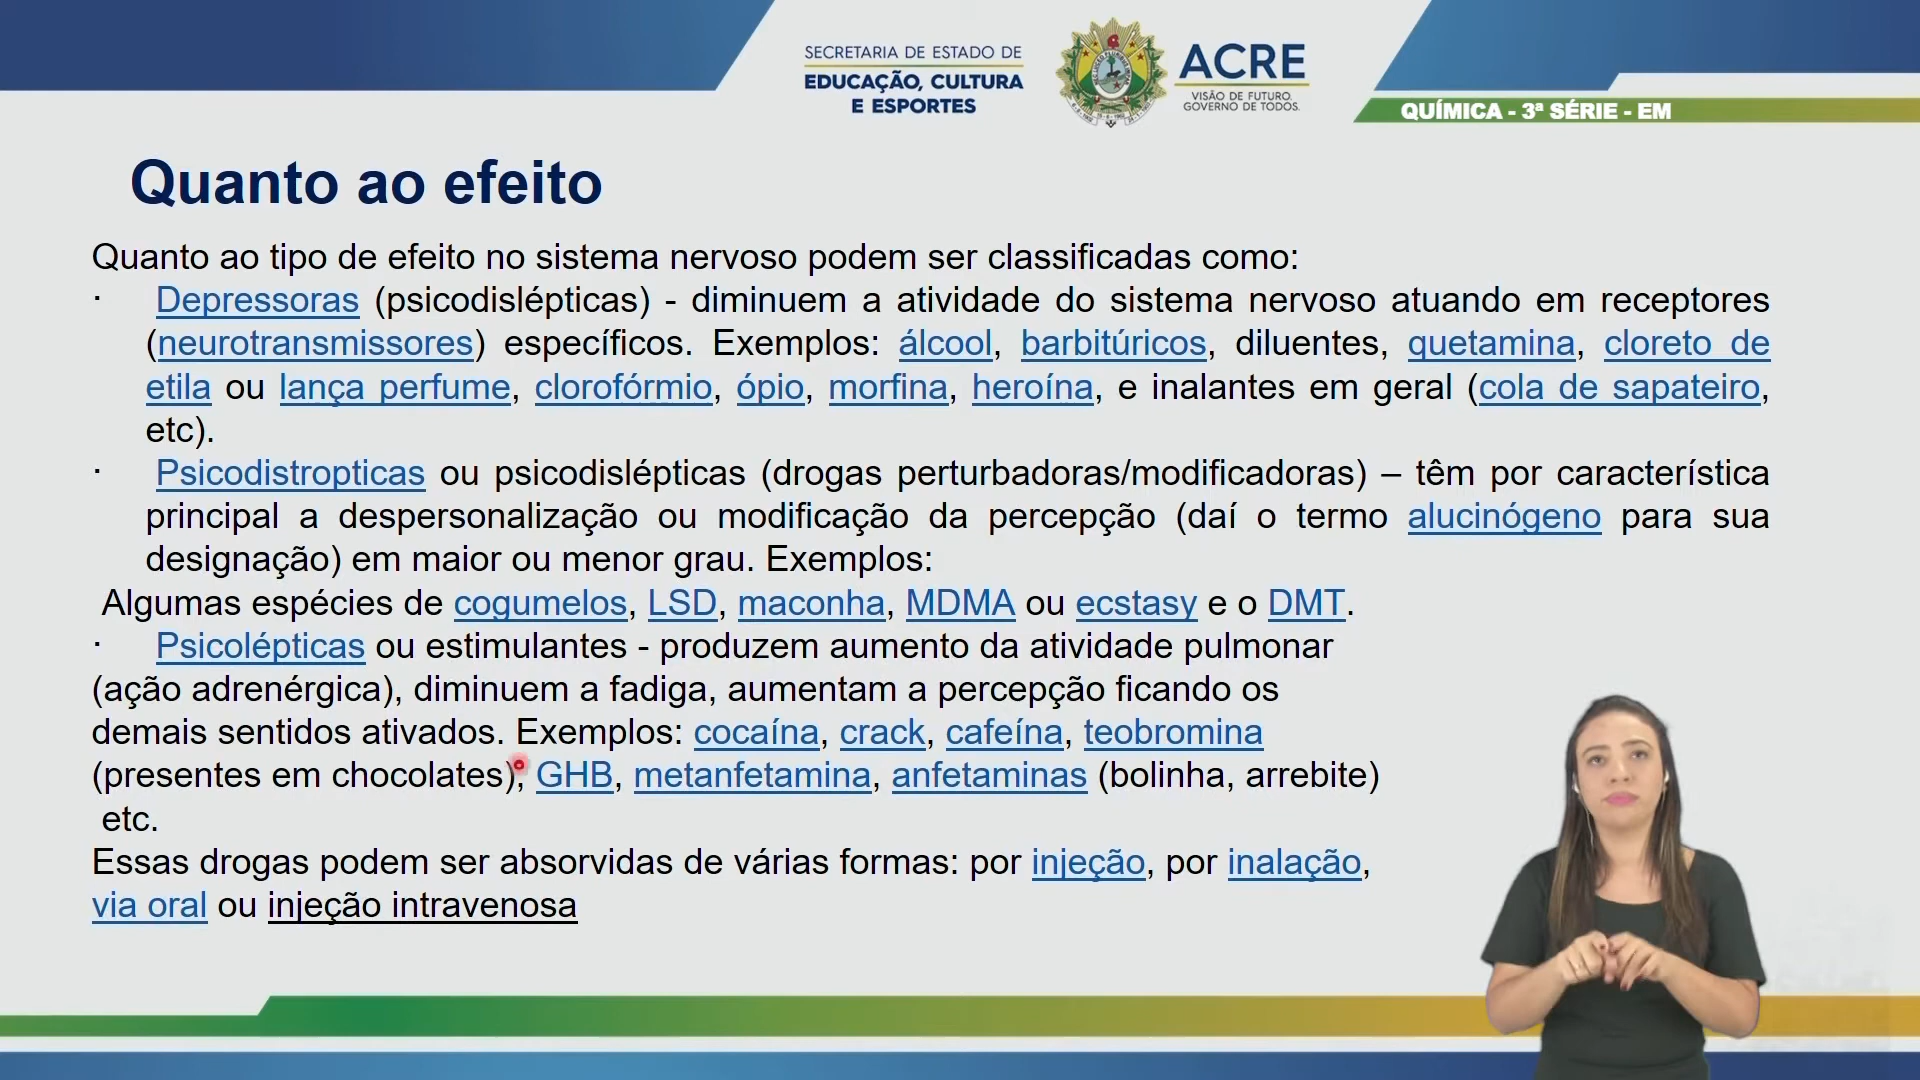 SECRETARIA DE ESTADO DE
EDUCAÇÃO, CULTURA
E ESPORTES
ACRE
VISÃO DE FUTURO.
GOVERNO DE TODOS.
QUÍMICA - 3ª SÉRIE - EM
Quanto ao efeito
Quanto ao tipo de efeito no sistema nervoso podem ser classificadas como:
· Depressoras (psicodislépticas) - diminuem a atividade do sistema nervoso atuando em receptores
(neurotransmissores) específicos. Exemplos: álcool, barbitúricos, diluentes, quetamina, cloreto de
etila ou lança perfume, clorofórmio, ópio, morfina, heroína, e inalantes em geral (cola de sapateiro,
etc).
· Psicodistropticas ou psicodislépticas (drogas perturbadoras/modificadoras) – têm por característica
principal a despersonalização ou modificação da percepção (daí o termo alucinógeno para sua
designação) em maior ou menor grau. Exemplos:
Algumas espécies de cogumelos, LSD, maconha, MDMA ou ecstasy e o DMT.
· Psicolépticas ou estimulantes - produzem aumento da atividade pulmonar
(ação adrenérgica), diminuem a fadiga, aumentam a percepção ficando os
demais sentidos ativados. Exemplos: cocaína, crack, cafeína, teobromina
(presentes em chocolates), GHB, metanfetamina, anfetaminas (bolinha, arrebite)
etc.
Essas drogas podem ser absorvidas de várias formas: por injeção, por inalação,
via oral ou injeção intravenosa